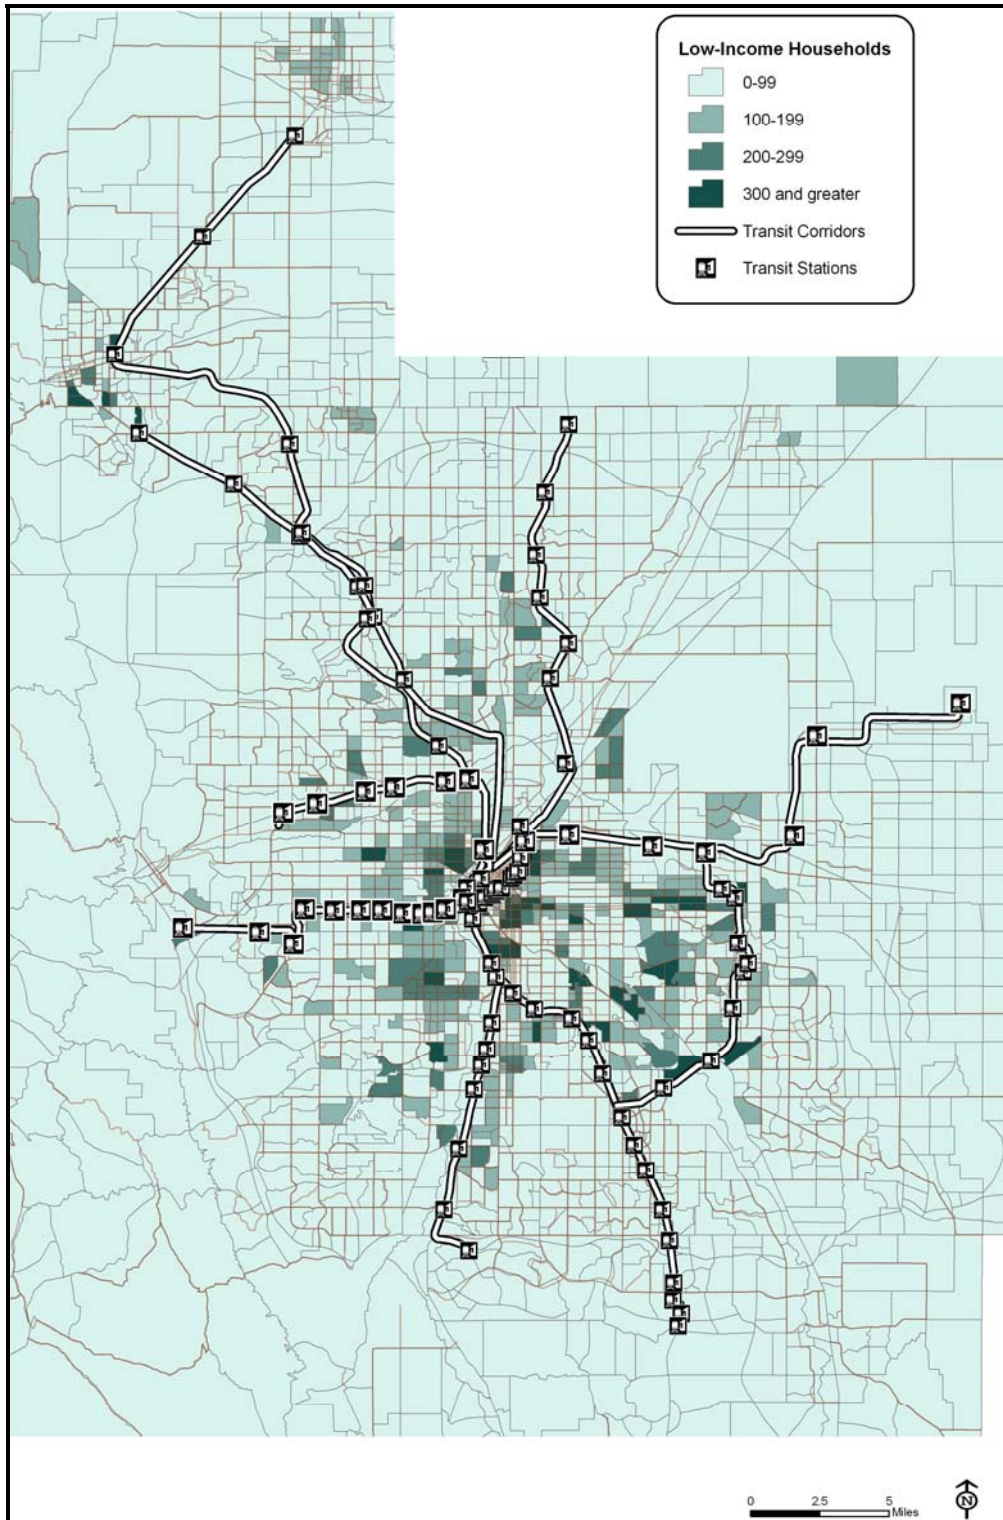 Low-Income Households
0-99
100-199
200-299
300 and greater
Transit Corridors
Transit Stations
0 2.5 5
Miles
N